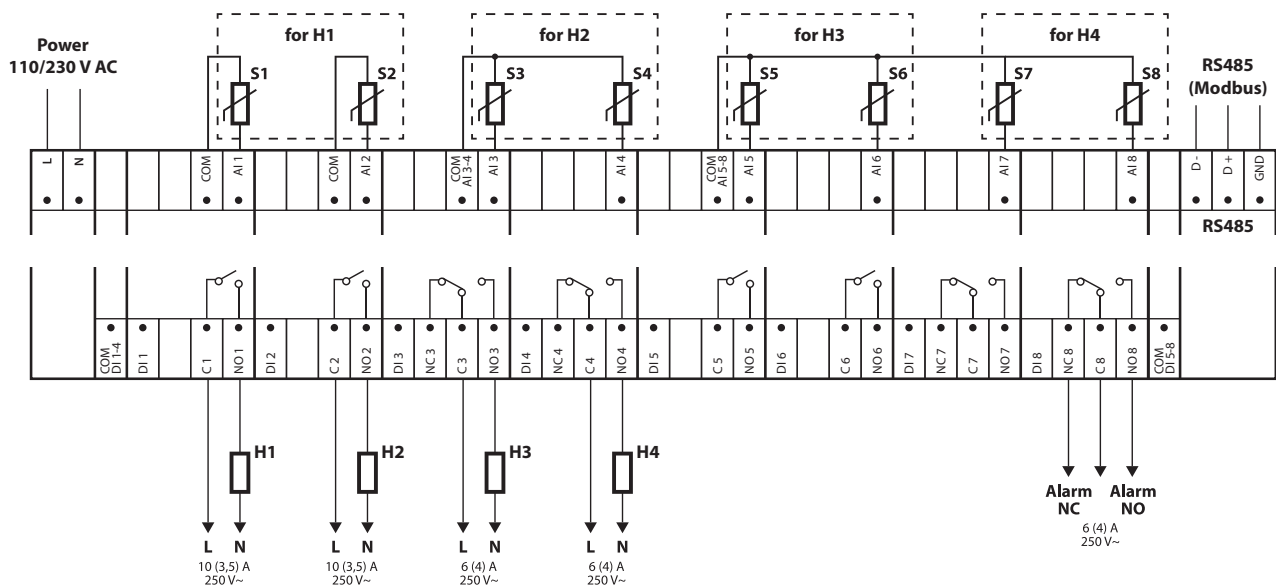 Power
110/230 V AC
for H1
for H2
for H3
for H4
S1
S2
S3
S4
S5
S6
S7
S8
RS485
(Modbus)
L
N
COM
AI 1
COM
AI 2
COM
AI 3-4
AI 3
AI 4
COM
AI 5-8
AI 5
AI 6
AI 7
AI 8
D -
D +
GND
RS485
COM
DI 1-4
DI 1
C 1
NO 1
DI 2
C 2
NO 2
DI 3
NC 3
C 3
NO 3
DI 4
NC 4
C 4
NO 4
DI 5
C 5
NO 5
DI 6
C 6
NO 6
DI 7
NC 7
C 7
NO 7
DI 8
NC 8
C 8
NO 8
COM
DI 5-8
H1
H2
H3
H4
L N
10 (3,5) A
250 V~
L N
10 (3,5) A
250 V~
L N
6 (4) A
250 V~
L N
6 (4) A
250 V~
Alarm
NC
Alarm
NO
6 (4) A
250 V~